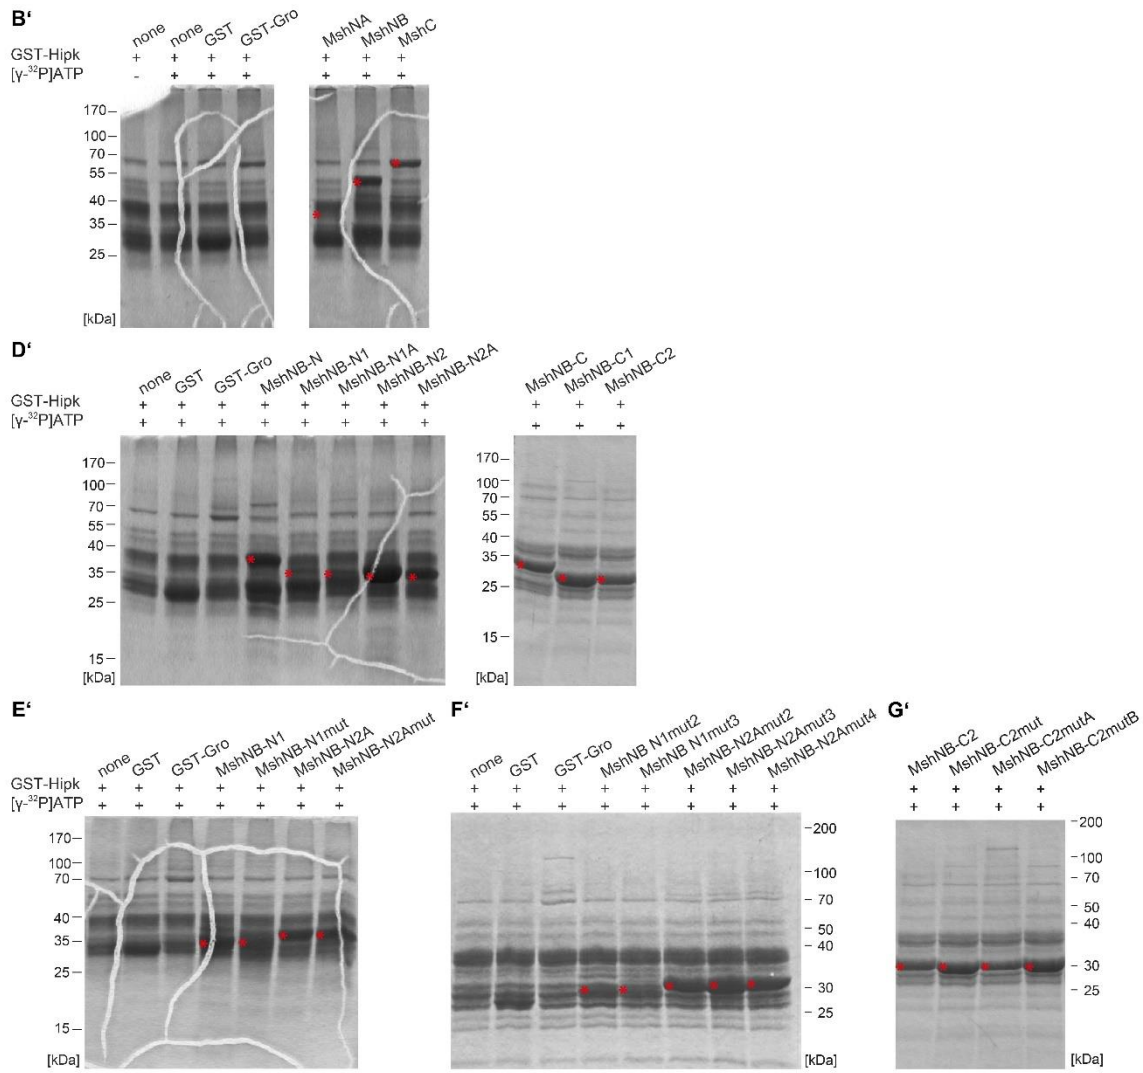 B'
none
none
GST
GST-Gro
MshNA
MshNB
MshC
GST-Hipk + + + + + + +
[γ-³²P]ATP - + + + + + +
170
100
70
55
40
35
25
[kDa]
*
*
*
D'
none
GST
GST-Gro
MshNB-N
MshNB-N1
MshNB-N1A
MshNB-N2
MshNB-N2A
MshNB-C
MshNB-C1
MshNB-C2
GST-Hipk + + + + + + + + + + +
[γ-³²P]ATP + + + + + + + + + + +
170
100
70
55
40
35
25
15
[kDa]
* * * * *
170
100
70
55
40
35
25
15
[kDa]
* * *
E'
none
GST
GST-Gro
MshNB-N1
MshNB-N1mut
MshNB-N2A
MshNB-N2Amut
GST-Hipk + + + + + + +
[γ-³²P]ATP + + + + + + +
170
100
70
40
35
25
15
[kDa]
* * * *
F'
none
GST
GST-Gro
MshNB N1mut2
MshNB N1mut3
MshNB-N2Amut2
MshNB-N2Amut3
MshNB-N2Amut4
+ + + + + + + +
+ + + + + + + +
200
100
70
50
40
30
25
[kDa]
* * * * *
G'
MshNB-C2
MshNB-C2mut
MshNB-C2mutA
MshNB-C2mutB
+ + + +
+ + + +
200
100
70
50
40
30
25
[kDa]
* * * *